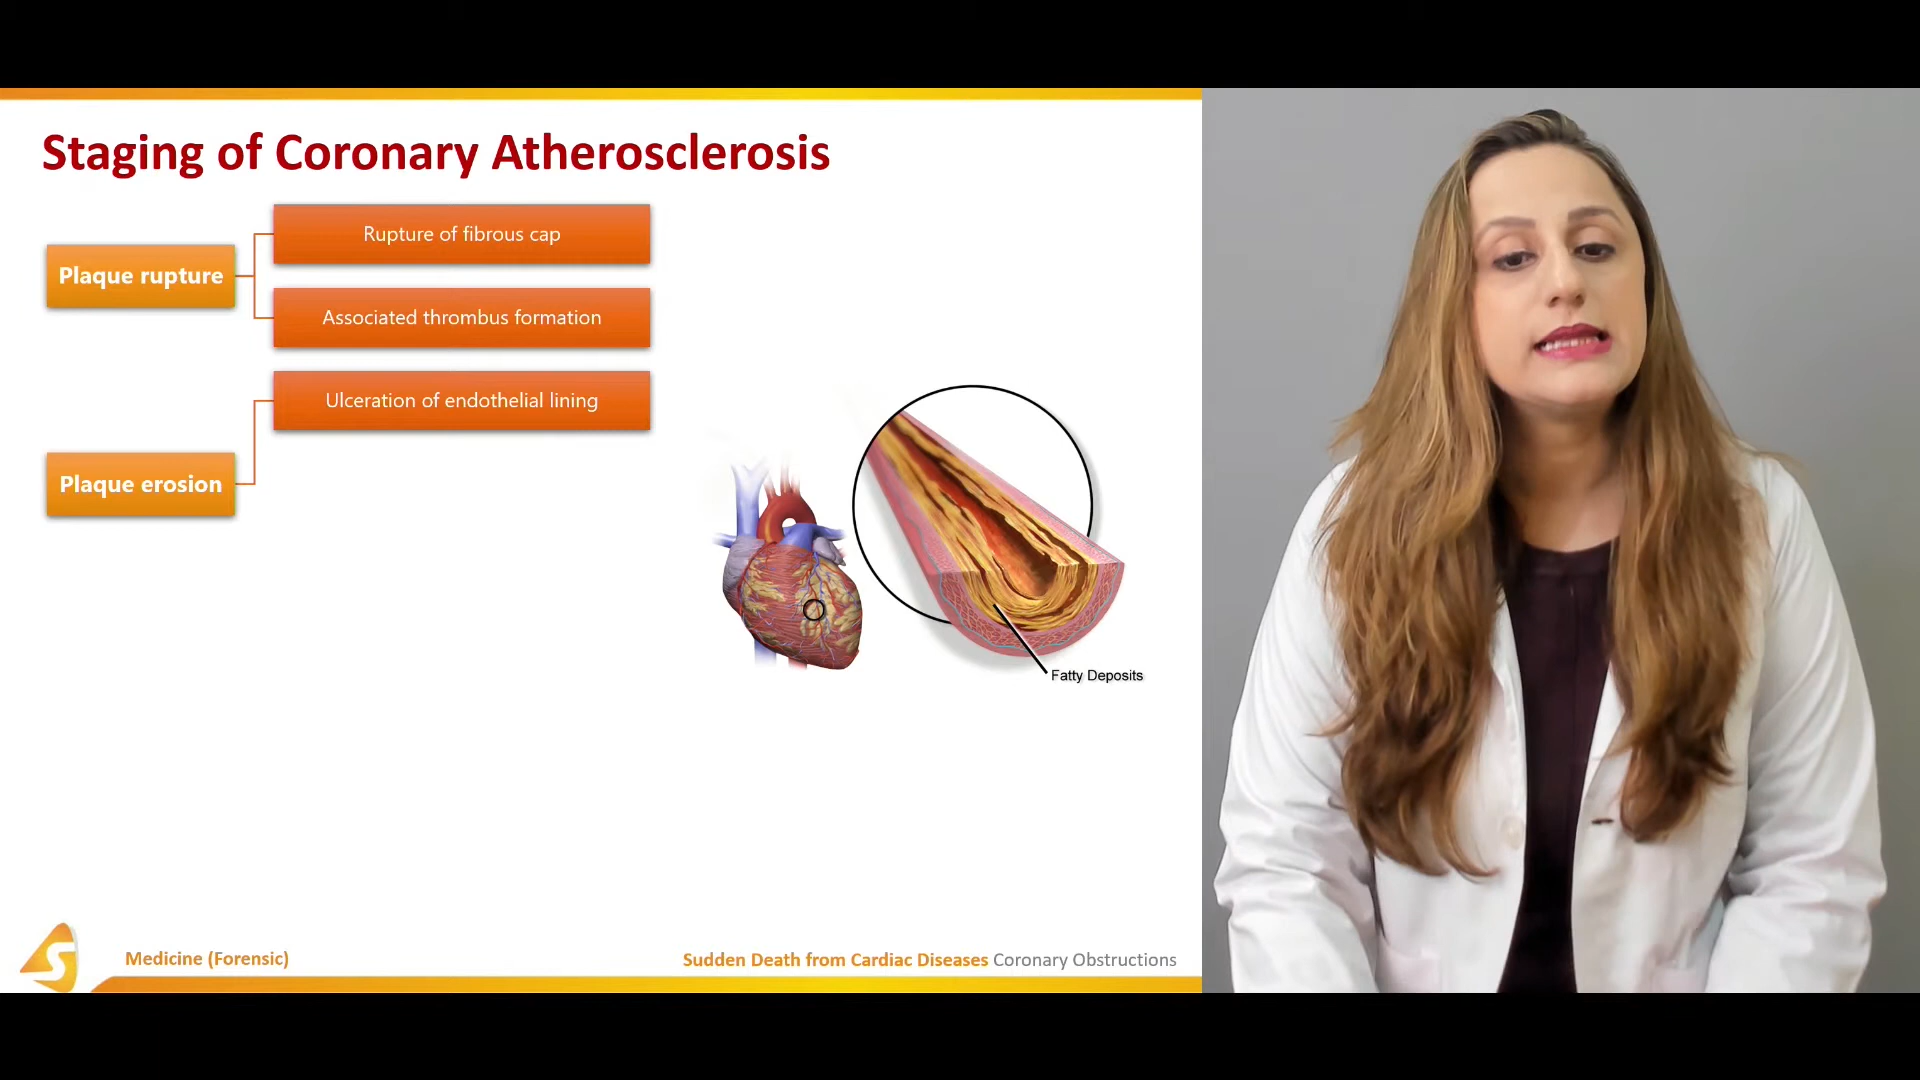 Staging of Coronary Atherosclerosis
Plaque rupture
Rupture of fibrous cap
Associated thrombus formation
Plaque erosion
Ulceration of endothelial lining
Fatty Deposits
S
Medicine (Forensic)
Sudden Death from Cardiac Diseases Coronary Obstructions